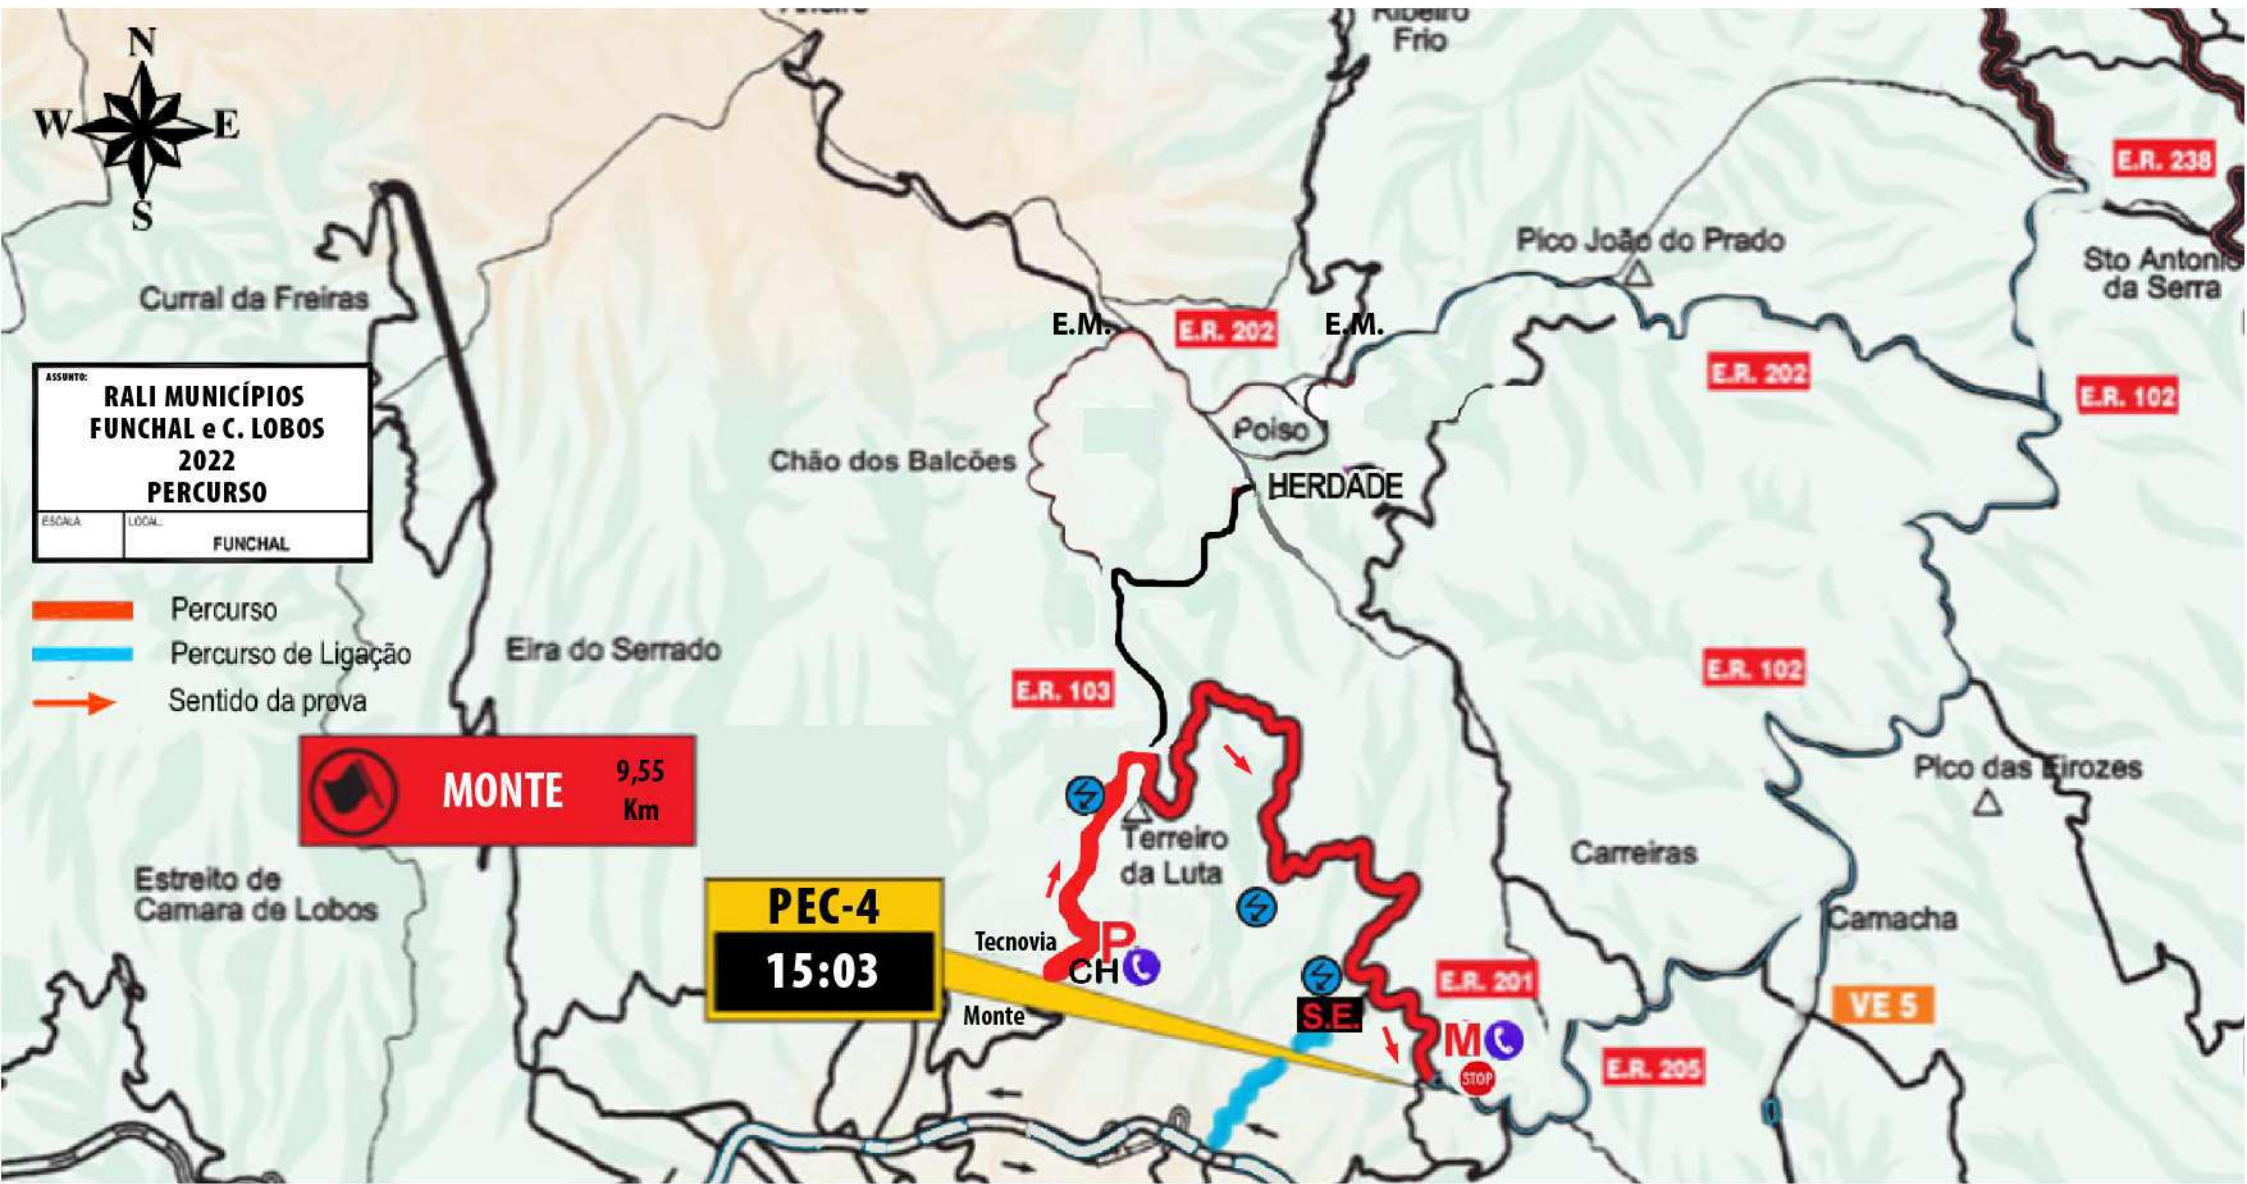 Ribeiro
Frio
N
W
E
S
E.R. 238
Pico João do Prado
Sto Antonio
da Serra
Curral da Freiras
E.M.
E.R. 202
E.M.
E.R. 202
E.R. 102
ASSUNTO:
RALI MUNICÍPIOS
FUNCHAL e C. LOBOS
2022
PERCURSO
ESCALA
LOCAL:
FUNCHAL
Poiso
Chão dos Balcões
HERDADE
Percurso
Percurso de Ligação
Sentido da prova
Eira do Serrado
E.R. 103
E.R. 102
MONTE
9,55
Km
Pico das Eirozes
Terreiro
da Luta
Carreiras
Estreito de
Camara de Lobos
PEC-4
15:03
Camacha
Tecnovia
P
CH
E.R. 201
VE 5
Monte
S.E.
M
STOP
E.R. 205